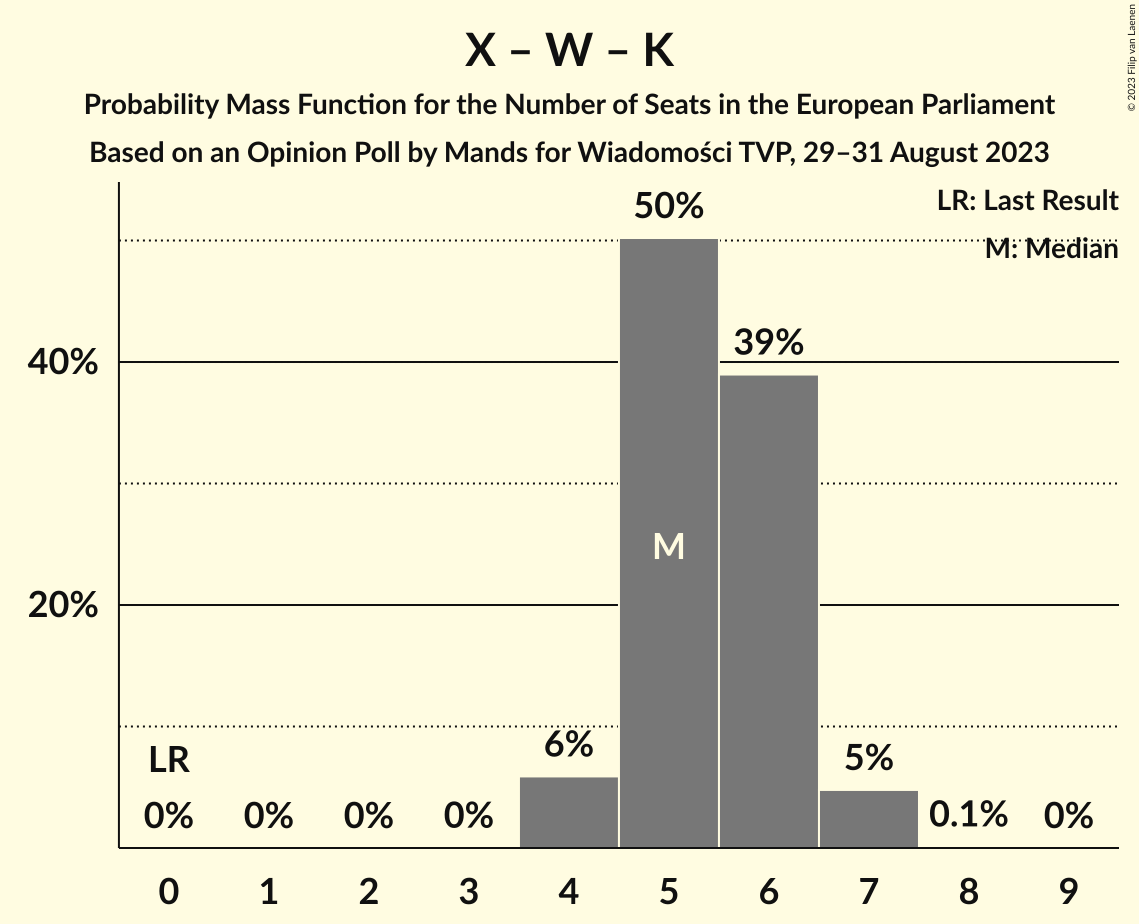 X – W – K
Probability Mass Function for the Number of Seats in the European Parliament
Based on an Opinion Poll by Mands for Wiadomości TVP, 29–31 August 2023
© 2023 Filip van Laenen
LR: Last Result
M: Median
50%
39%
40%
M
20%
6%
5%
LR
0% 0% 0% 0% 0.1% 0%
0 1 2 3 4 5 6 7 8 9